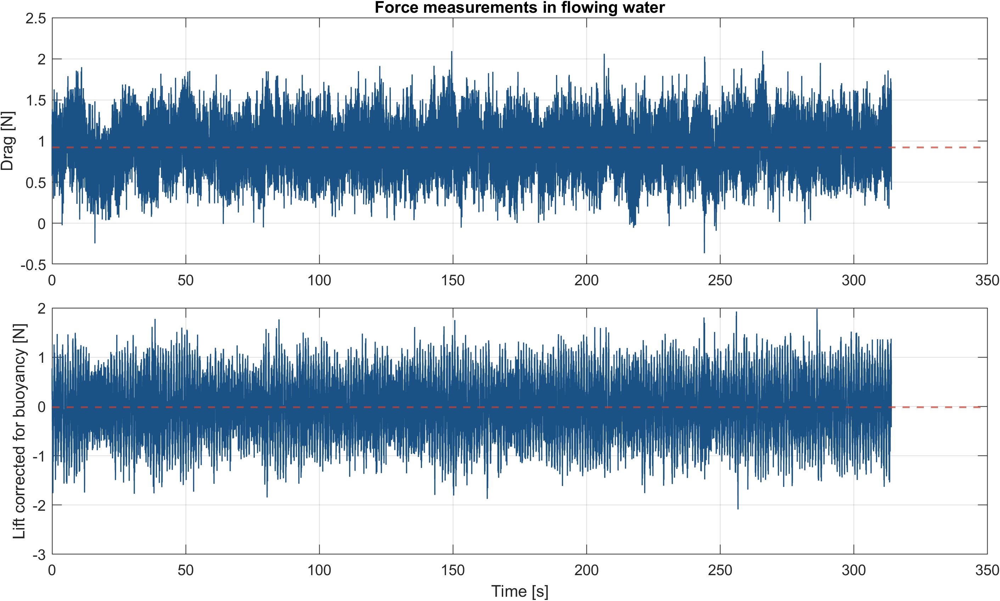 Force measurements in flowing water
2.5
2
1.5
1
0.5
0
-0.5
Drag [N]
0 50 100 150 200 250 300 350
2
1
0
-1
-2
-3
Lift corrected for buoyancy [N]
0 50 100 150 200 250 300 350
Time [s]